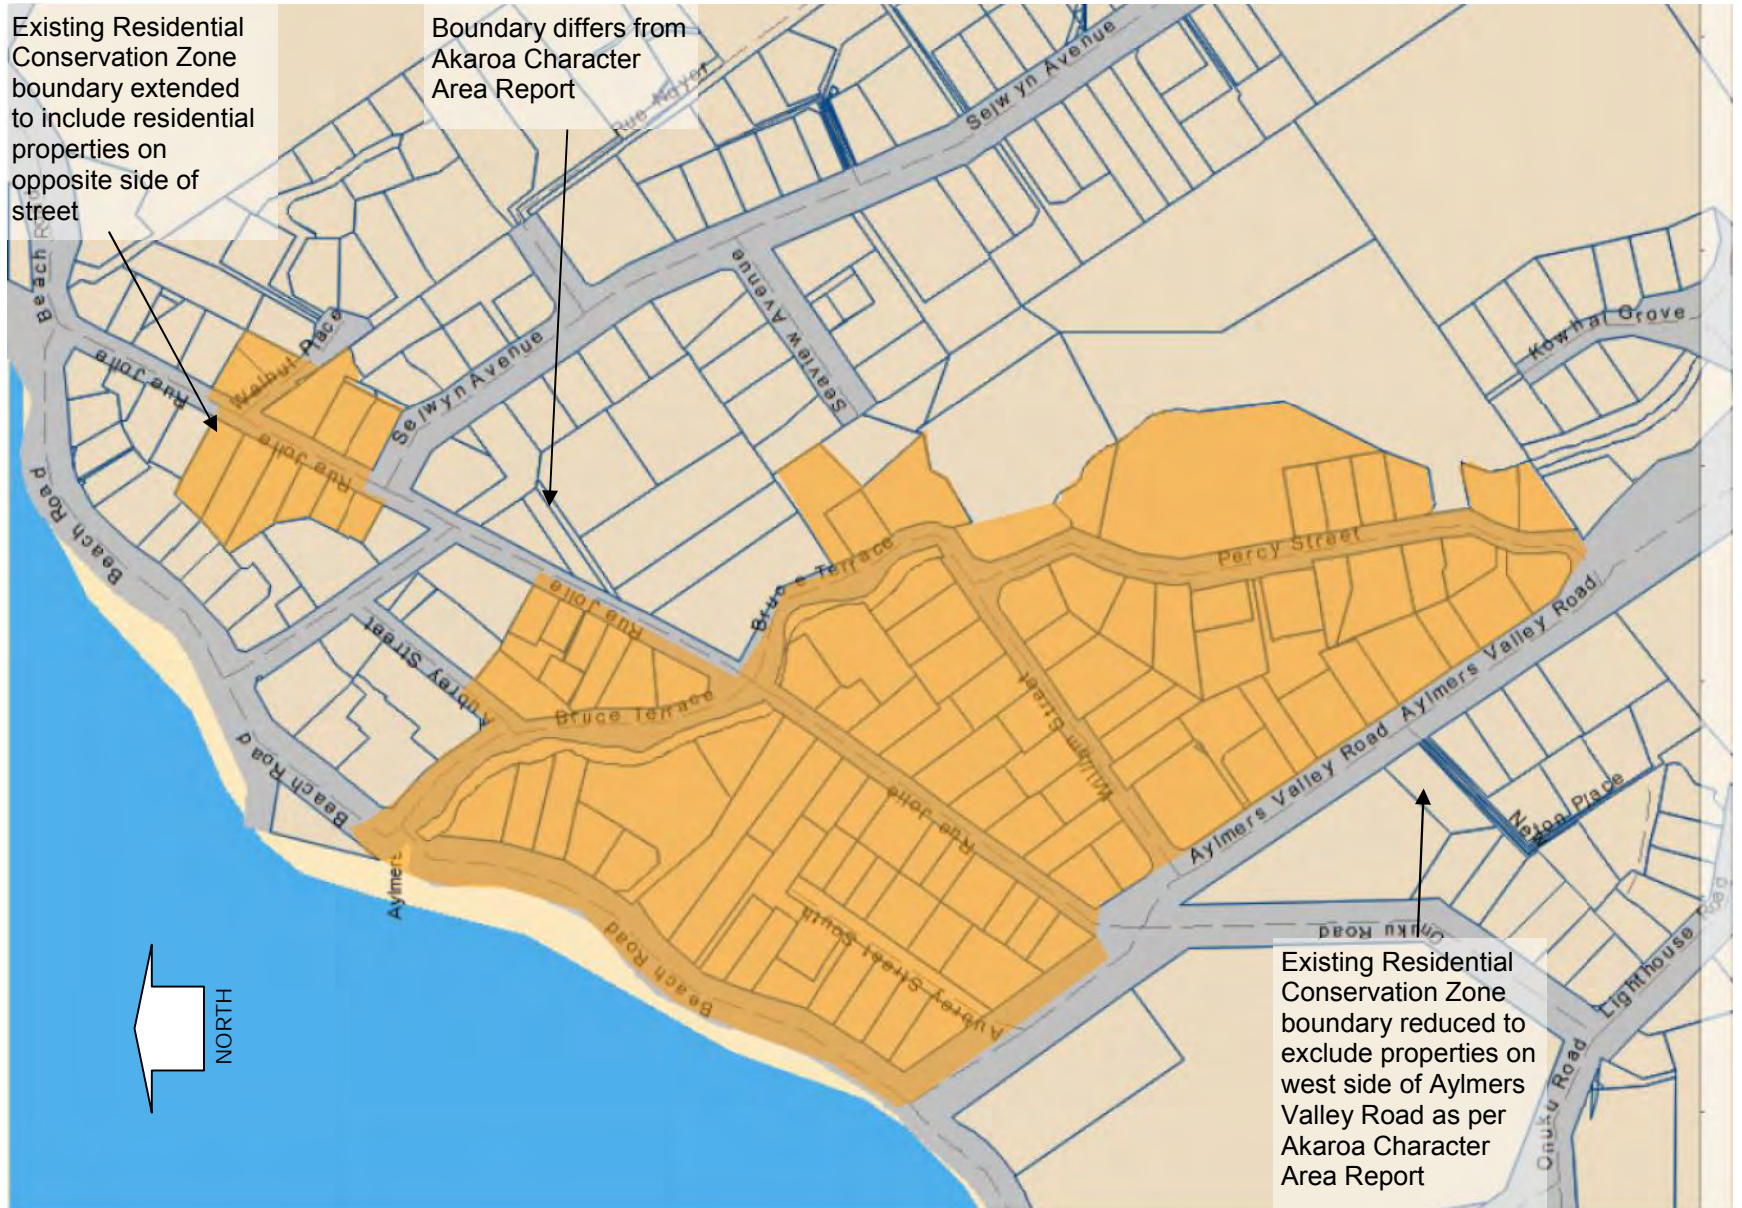 Existing Residential
Conservation Zone
boundary extended
to include residential
properties on
opposite side of
street
Boundary differs from
Akaroa Character
Area Report
Rue Noyer
Selwyn Avenue
Beach Road
Seaview Avenue
Kowhai Grove
Rue Jolie
Walnut Place
Selwyn Avenue
Rue Jolie
Beach Road
Bruce Terrace
Percy Street
Rue Jolie
Aubrey Street
Bruce Terrace
William Street
Aylmers Valley Road
Aylmers Valley Road
Beach Road
Rue Jolie
Place
Aylmers
Aubrey Street South
Beach Road
Onuku Road
Lighthouse Road
Onuku Road
NORTH
Existing Residential
Conservation Zone
boundary reduced to
exclude properties on
west side of Aylmers
Valley Road as per
Akaroa Character
Area Report